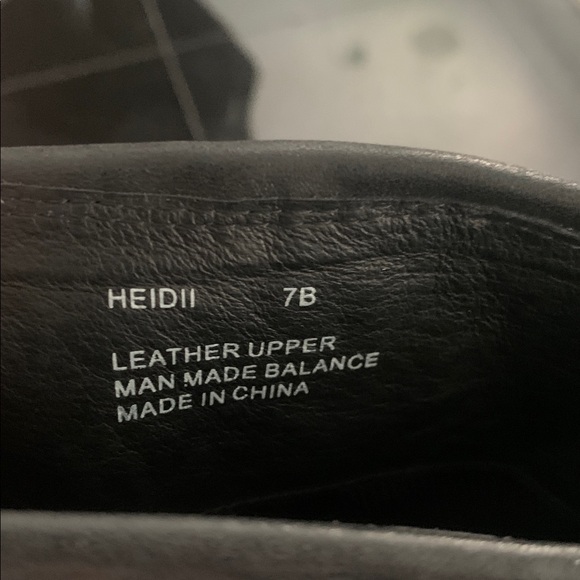 HEIDII 7B
LEATHER UPPER
MAN MADE BALANCE
MADE IN CHINA